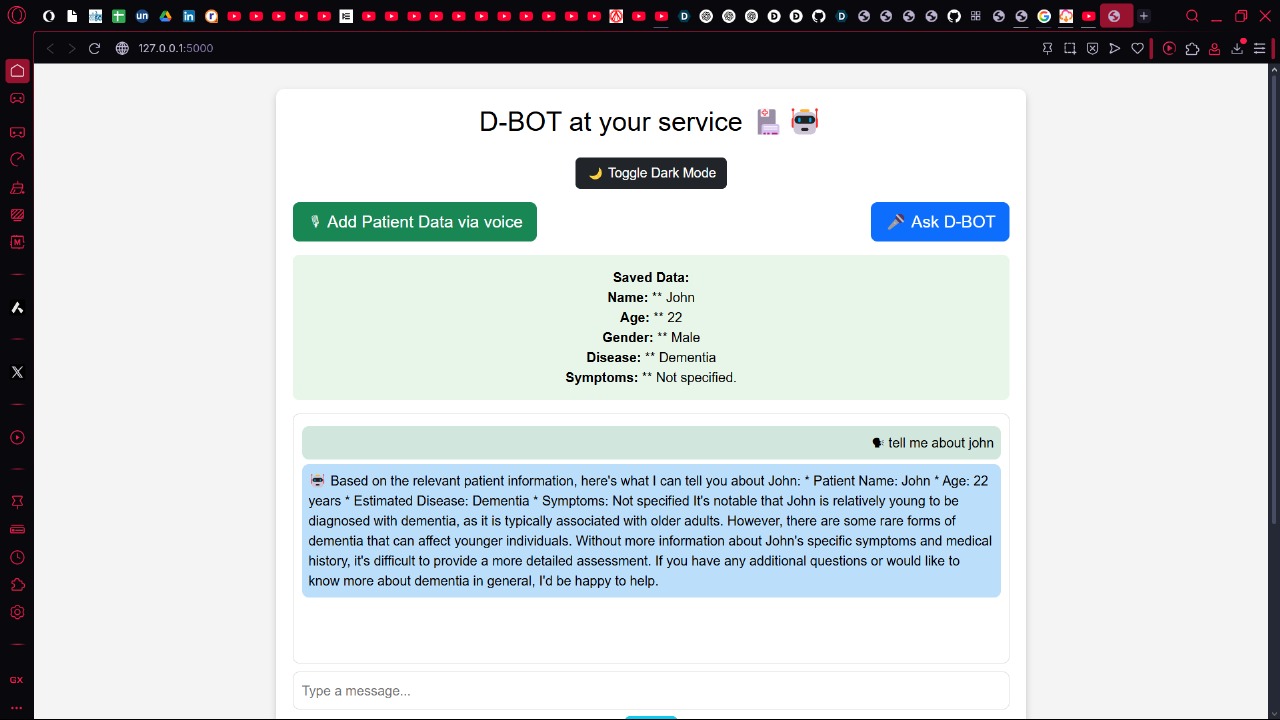 127.0.0.1:5000
D-BOT at your service
Toggle Dark Mode
Add Patient Data via voice
Ask D-BOT
Saved Data:
Name: ** John
Age: ** 22
Gender: ** Male
Disease: ** Dementia
Symptoms: ** Not specified.
tell me about john
Based on the relevant patient information, here's what I can tell you about John: * Patient Name: John * Age: 22
years * Estimated Disease: Dementia * Symptoms: Not specified It's notable that John is relatively young to be
diagnosed with dementia, as it is typically associated with older adults. However, there are some rare forms of
dementia that can affect younger individuals. Without more information about John's specific symptoms and medical
history, it's difficult to provide a more detailed assessment. If you have any additional questions or would like to
know more about dementia in general, I'd be happy to help.
Type a message...
GX